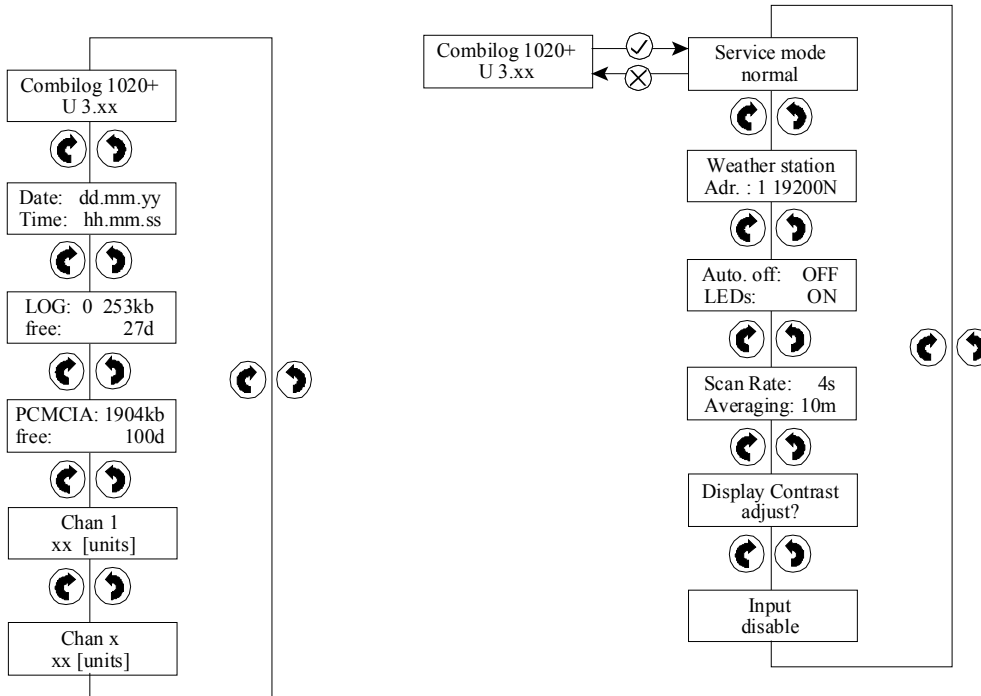 Combilog 1020+
U 3.xx
Date: dd.mm.yy
Time: hh.mm.ss
LOG: 0 253kb
free: 27d
PCMCIA: 1904kb
free: 100d
Chan 1
xx [units]
Chan x
xx [units]
Combilog 1020+
U 3.xx
Service mode
normal
Weather station
Adr. : 1 19200N
Auto. off: OFF
LEDs: ON
Scan Rate: 4s
Averaging: 10m
Display Contrast
adjust?
Input
disable